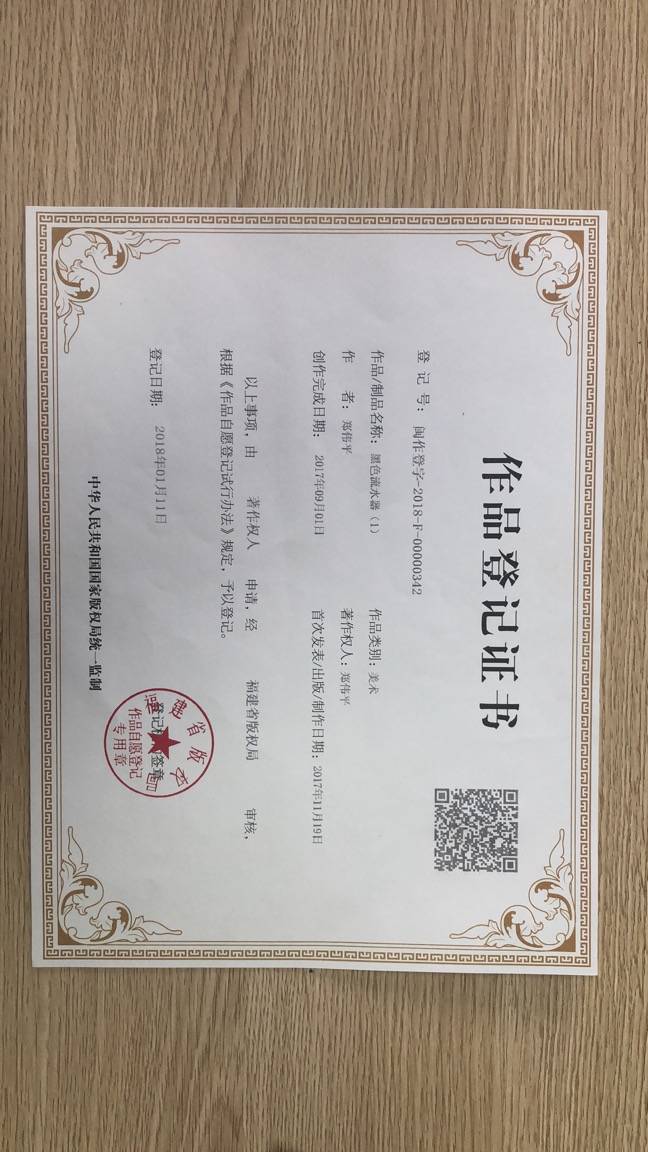 作品登记证书
登 记 号： 闽作登字-2018-F-00000342
作品/制品名称：黑色流水器（1） 作品类别：美术
作 者：郑伟平 著作权人：郑伟平
创作完成日期： 2017年09月01日 首次发表/出版/制作日期：2017年11月19日
以上事项，由 著作权人 申请，经 福建省版权局 审核，
根据《作品自愿登记试行办法》规定，予以登记。
登记日期： 2018年01月11日
登记 签章
福建省版权局
作品自愿登记
专用章
中华人民共和国国家版权局统一监制